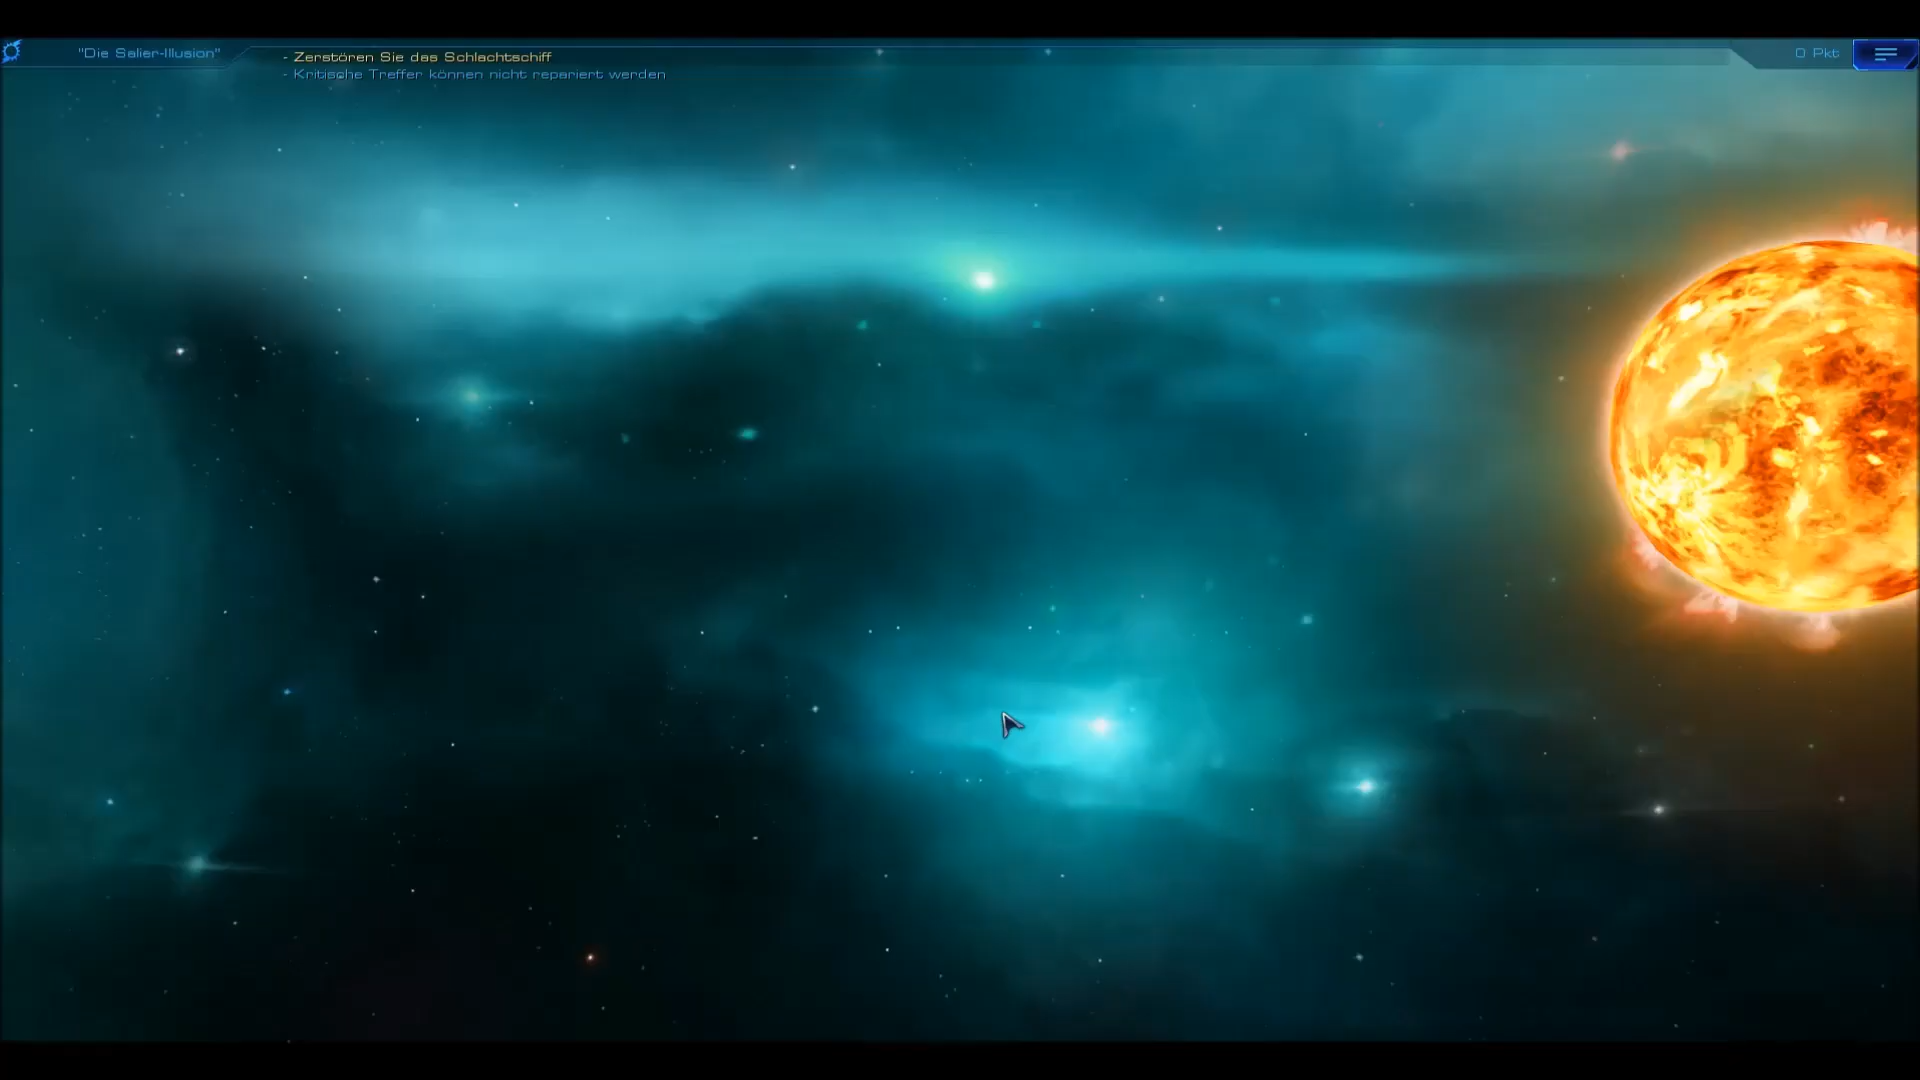 "Die Salier-Illusion"
- Zerstören Sie das Schlachtschiff
- Kritische Treffer können nicht repariert werden
0 Pkt